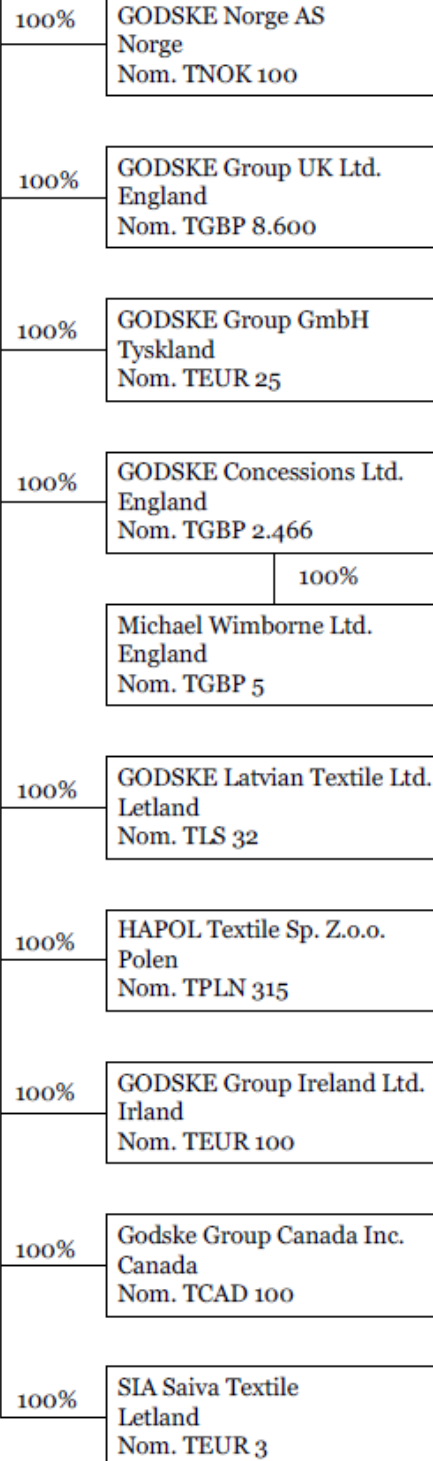 100%
GODSKE Norge AS
Norge
Nom. TNOK 100
100%
GODSKE Group UK Ltd.
England
Nom. TGBP 8.600
100%
GODSKE Group GmbH
Tyskland
Nom. TEUR 25
100%
GODSKE Concessions Ltd.
England
Nom. TGBP 2.466
100%
Michael Wimborne Ltd.
England
Nom. TGBP 5
100%
GODSKE Latvian Textile Ltd.
Letland
Nom. TLS 32
100%
HAPOL Textile Sp. Z.o.o.
Polen
Nom. TPLN 315
100%
GODSKE Group Ireland Ltd.
Irland
Nom. TEUR 100
100%
Godske Group Canada Inc.
Canada
Nom. TCAD 100
100%
SIA Saiva Textile
Letland
Nom. TEUR 3